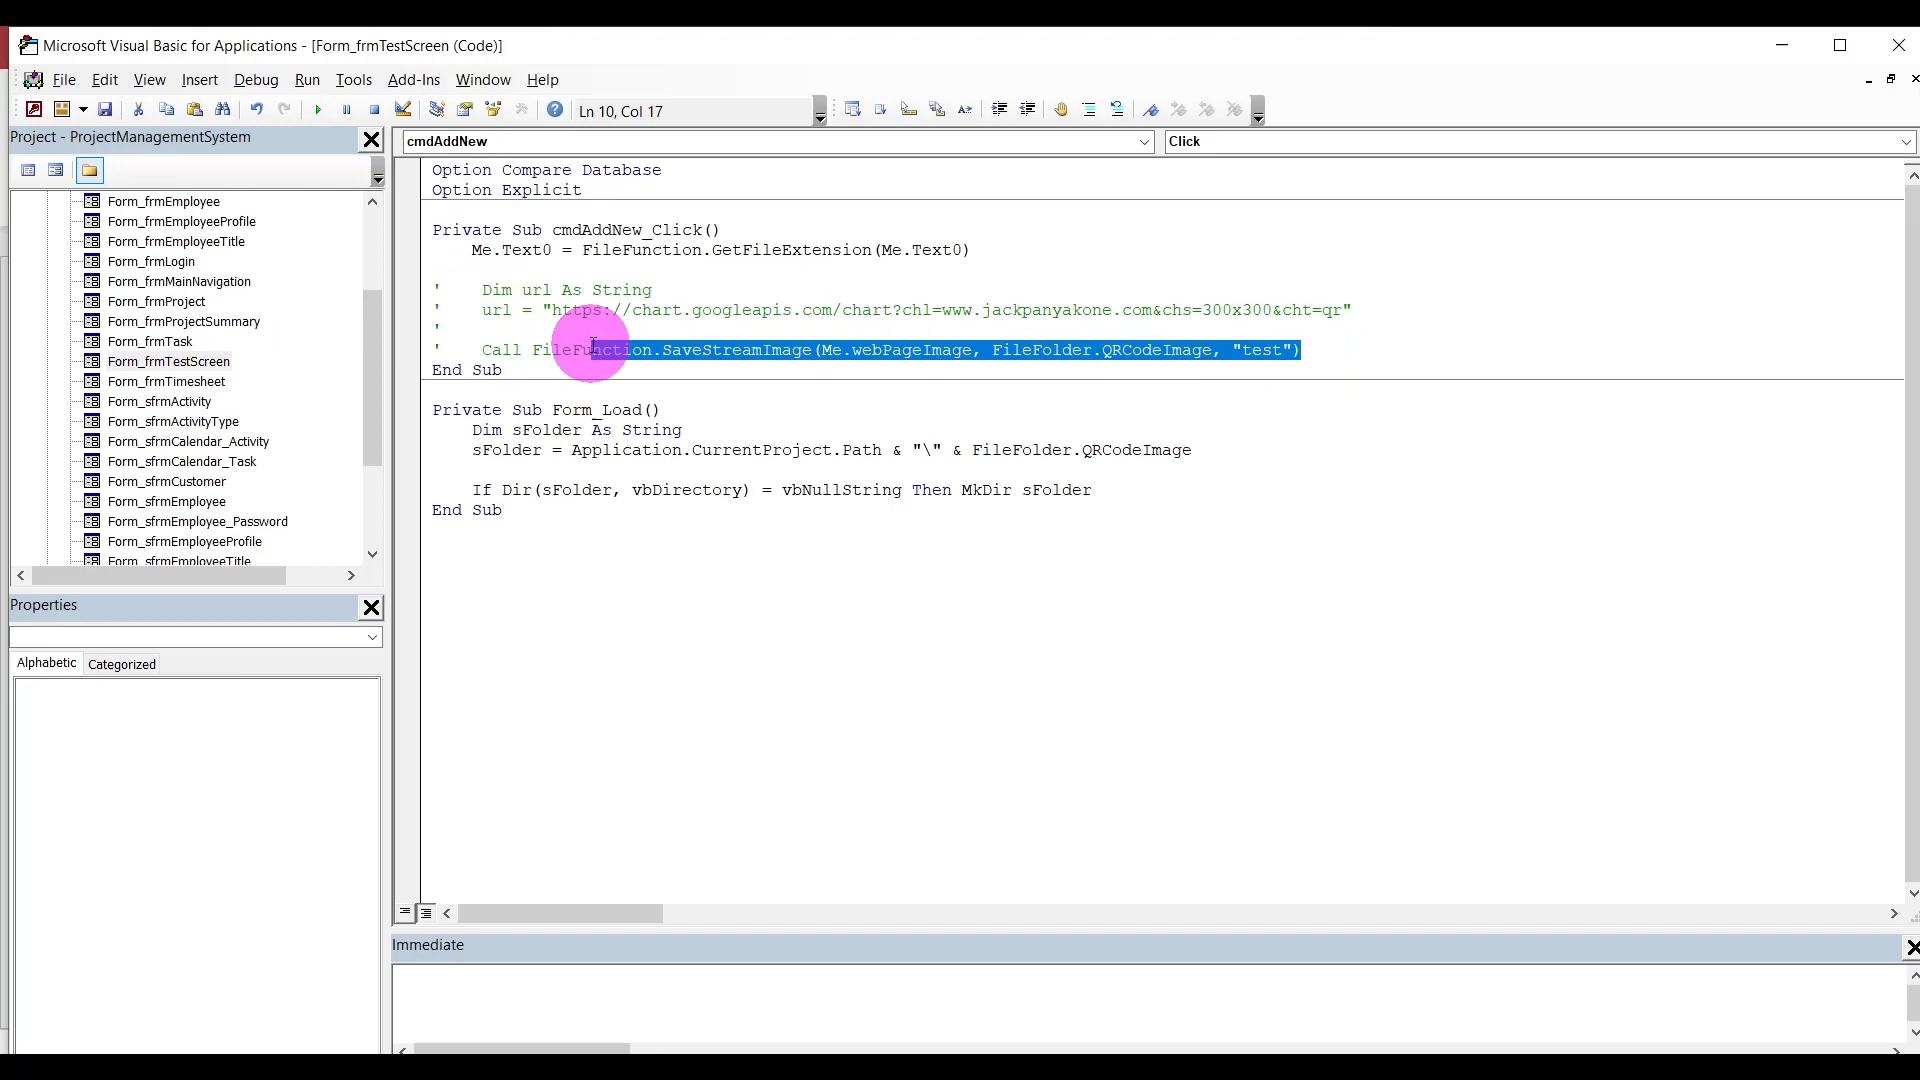 Microsoft Visual Basic for Applications - [Form_frmTestScreen (Code)]
File Edit View Insert Debug Run Tools Add-Ins Window Help
Ln 10, Col 17
Project - ProjectManagementSystem
Form_frmEmployee
Form_frmEmployeeProfile
Form_frmEmployeeTitle
Form_frmLogin
Form_frmMainNavigation
Form_frmProject
Form_frmProjectSummary
Form_frmTask
Form_frmTestScreen
Form_frmTimesheet
Form_sfrmActivity
Form_sfrmActivityType
Form_sfrmCalendar_Activity
Form_sfrmCalendar_Task
Form_sfrmCustomer
Form_sfrmEmployee
Form_sfrmEmployee_Password
Form_sfrmEmployeeProfile
Form_sfrmEmployeeTitle
Properties
Alphabetic Categorized
cmdAddNew Click
Option Compare Database
Option Explicit
Private Sub cmdAddNew_Click()
Me.Text0 = FileFunction.GetFileExtension(Me.Text0)
' Dim url As String
' url = "https://chart.googleapis.com/chart?chl=www.jackpanyakone.com&chs=300x300&cht=qr"
'
' Call FileFunction.SaveStreamImage(Me.webPageImage, FileFolder.QRCodeImage, "test")
End Sub
Private Sub Form_Load()
Dim sFolder As String
sFolder = Application.CurrentProject.Path & "\" & FileFolder.QRCodeImage
If Dir(sFolder, vbDirectory) = vbNullString Then MkDir sFolder
End Sub
Immediate